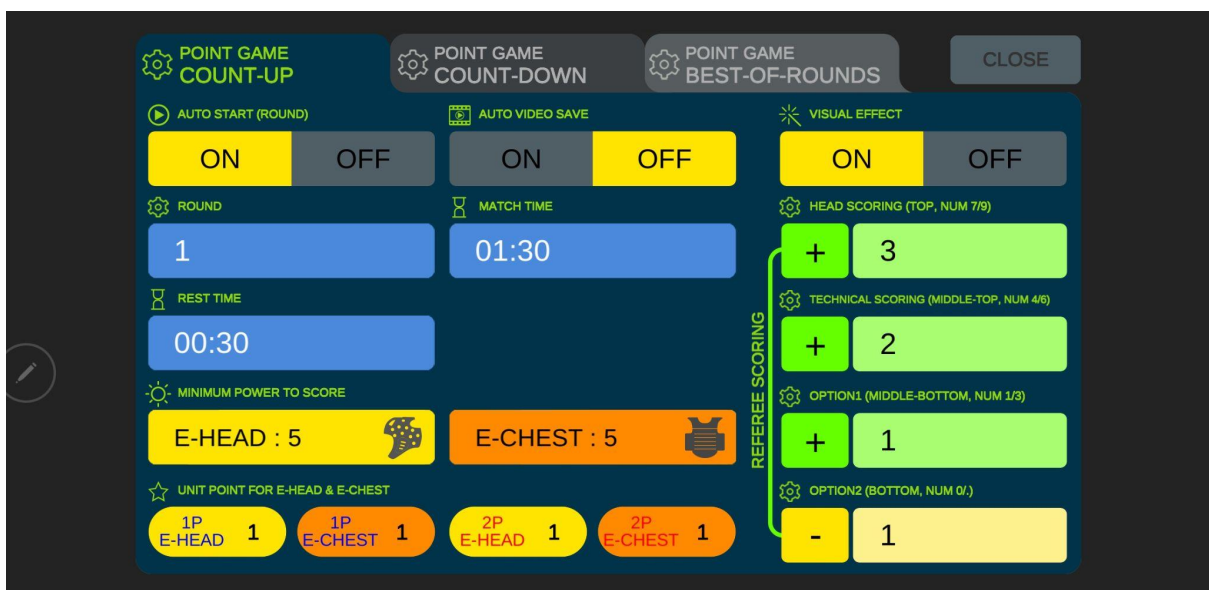 POINT GAME
COUNT-UP
POINT GAME
COUNT-DOWN
POINT GAME
BEST-OF-ROUNDS
CLOSE
AUTO START (ROUND)
ON OFF
AUTO VIDEO SAVE
ON OFF
VISUAL EFFECT
ON OFF
ROUND
1
MATCH TIME
01:30
HEAD SCORING (TOP, NUM 7/9)
+ 3
REST TIME
00:30
TECHNICAL SCORING (MIDDLE-TOP, NUM 4/6)
+ 2
REFEREE SCORING
MINIMUM POWER TO SCORE
E-HEAD : 5
E-CHEST : 5
OPTION1 (MIDDLE-BOTTOM, NUM 1/3)
+ 1
UNIT POINT FOR E-HEAD & E-CHEST
1P
E-HEAD 1
1P
E-CHEST 1
2P
E-HEAD 1
2P
E-CHEST 1
OPTION2 (BOTTOM, NUM 0/.)
- 1